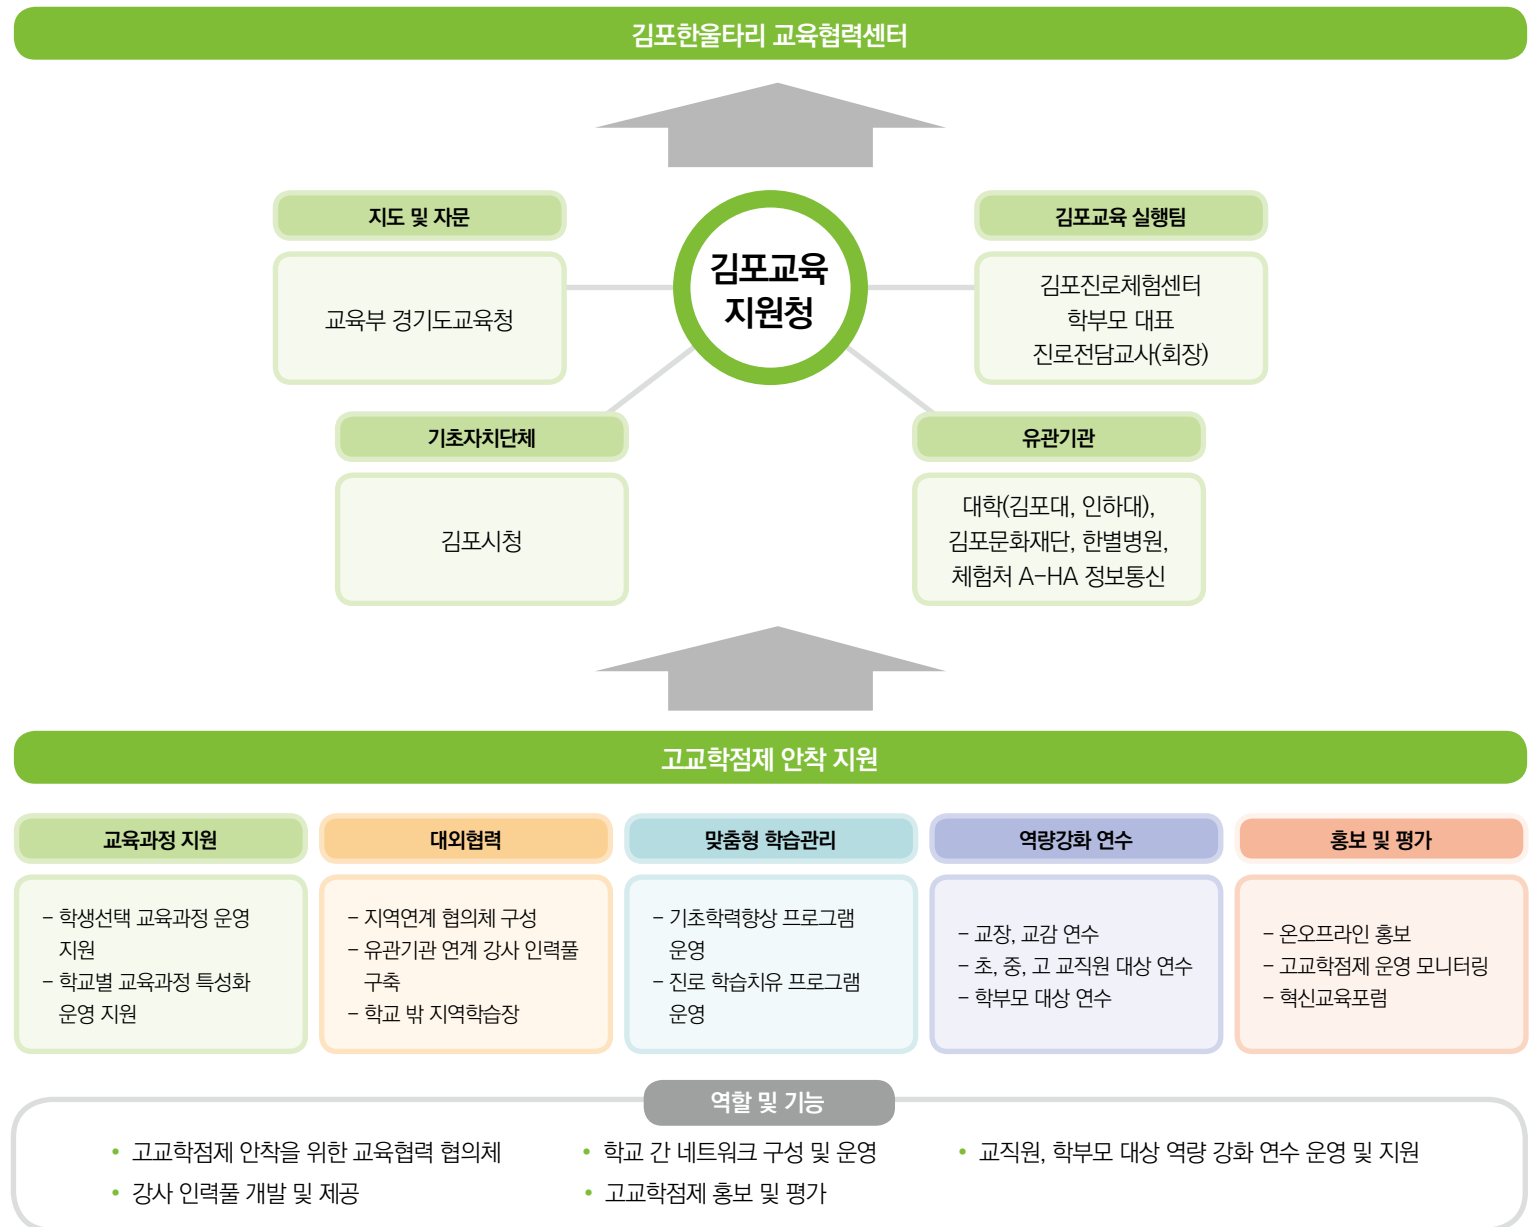 김포한울타리 교육협력센터
지도 및 자문
교육부 경기도교육청
김포교육
지원청
김포교육 실행팀
김포진로체험센터
학부모 대표
진로전담교사(회장)
기초자치단체
김포시청
유관기관
대학(김포대, 인하대),
김포문화재단, 한별병원,
체험처 A-HA 정보통신
고교학점제 안착 지원
교육과정 지원
- 학생선택 교육과정 운영
지원
- 학교별 교육과정 특성화
운영 지원
대외협력
- 지역연계 협의체 구성
- 유관기관 연계 강사 인력풀
구축
- 학교 밖 지역학습장
맞춤형 학습관리
- 기초학력향상 프로그램
운영
- 진로 학습치유 프로그램
운영
역량강화 연수
- 교장, 교감 연수
- 초, 중, 고 교직원 대상 연수
- 학부모 대상 연수
홍보 및 평가
- 온오프라인 홍보
- 고교학점제 운영 모니터링
- 혁신교육포럼
역할 및 기능
• 고교학점제 안착을 위한 교육협력 협의체
• 학교 간 네트워크 구성 및 운영
• 교직원, 학부모 대상 역량 강화 연수 운영 및 지원
• 강사 인력풀 개발 및 제공
• 고교학점제 홍보 및 평가